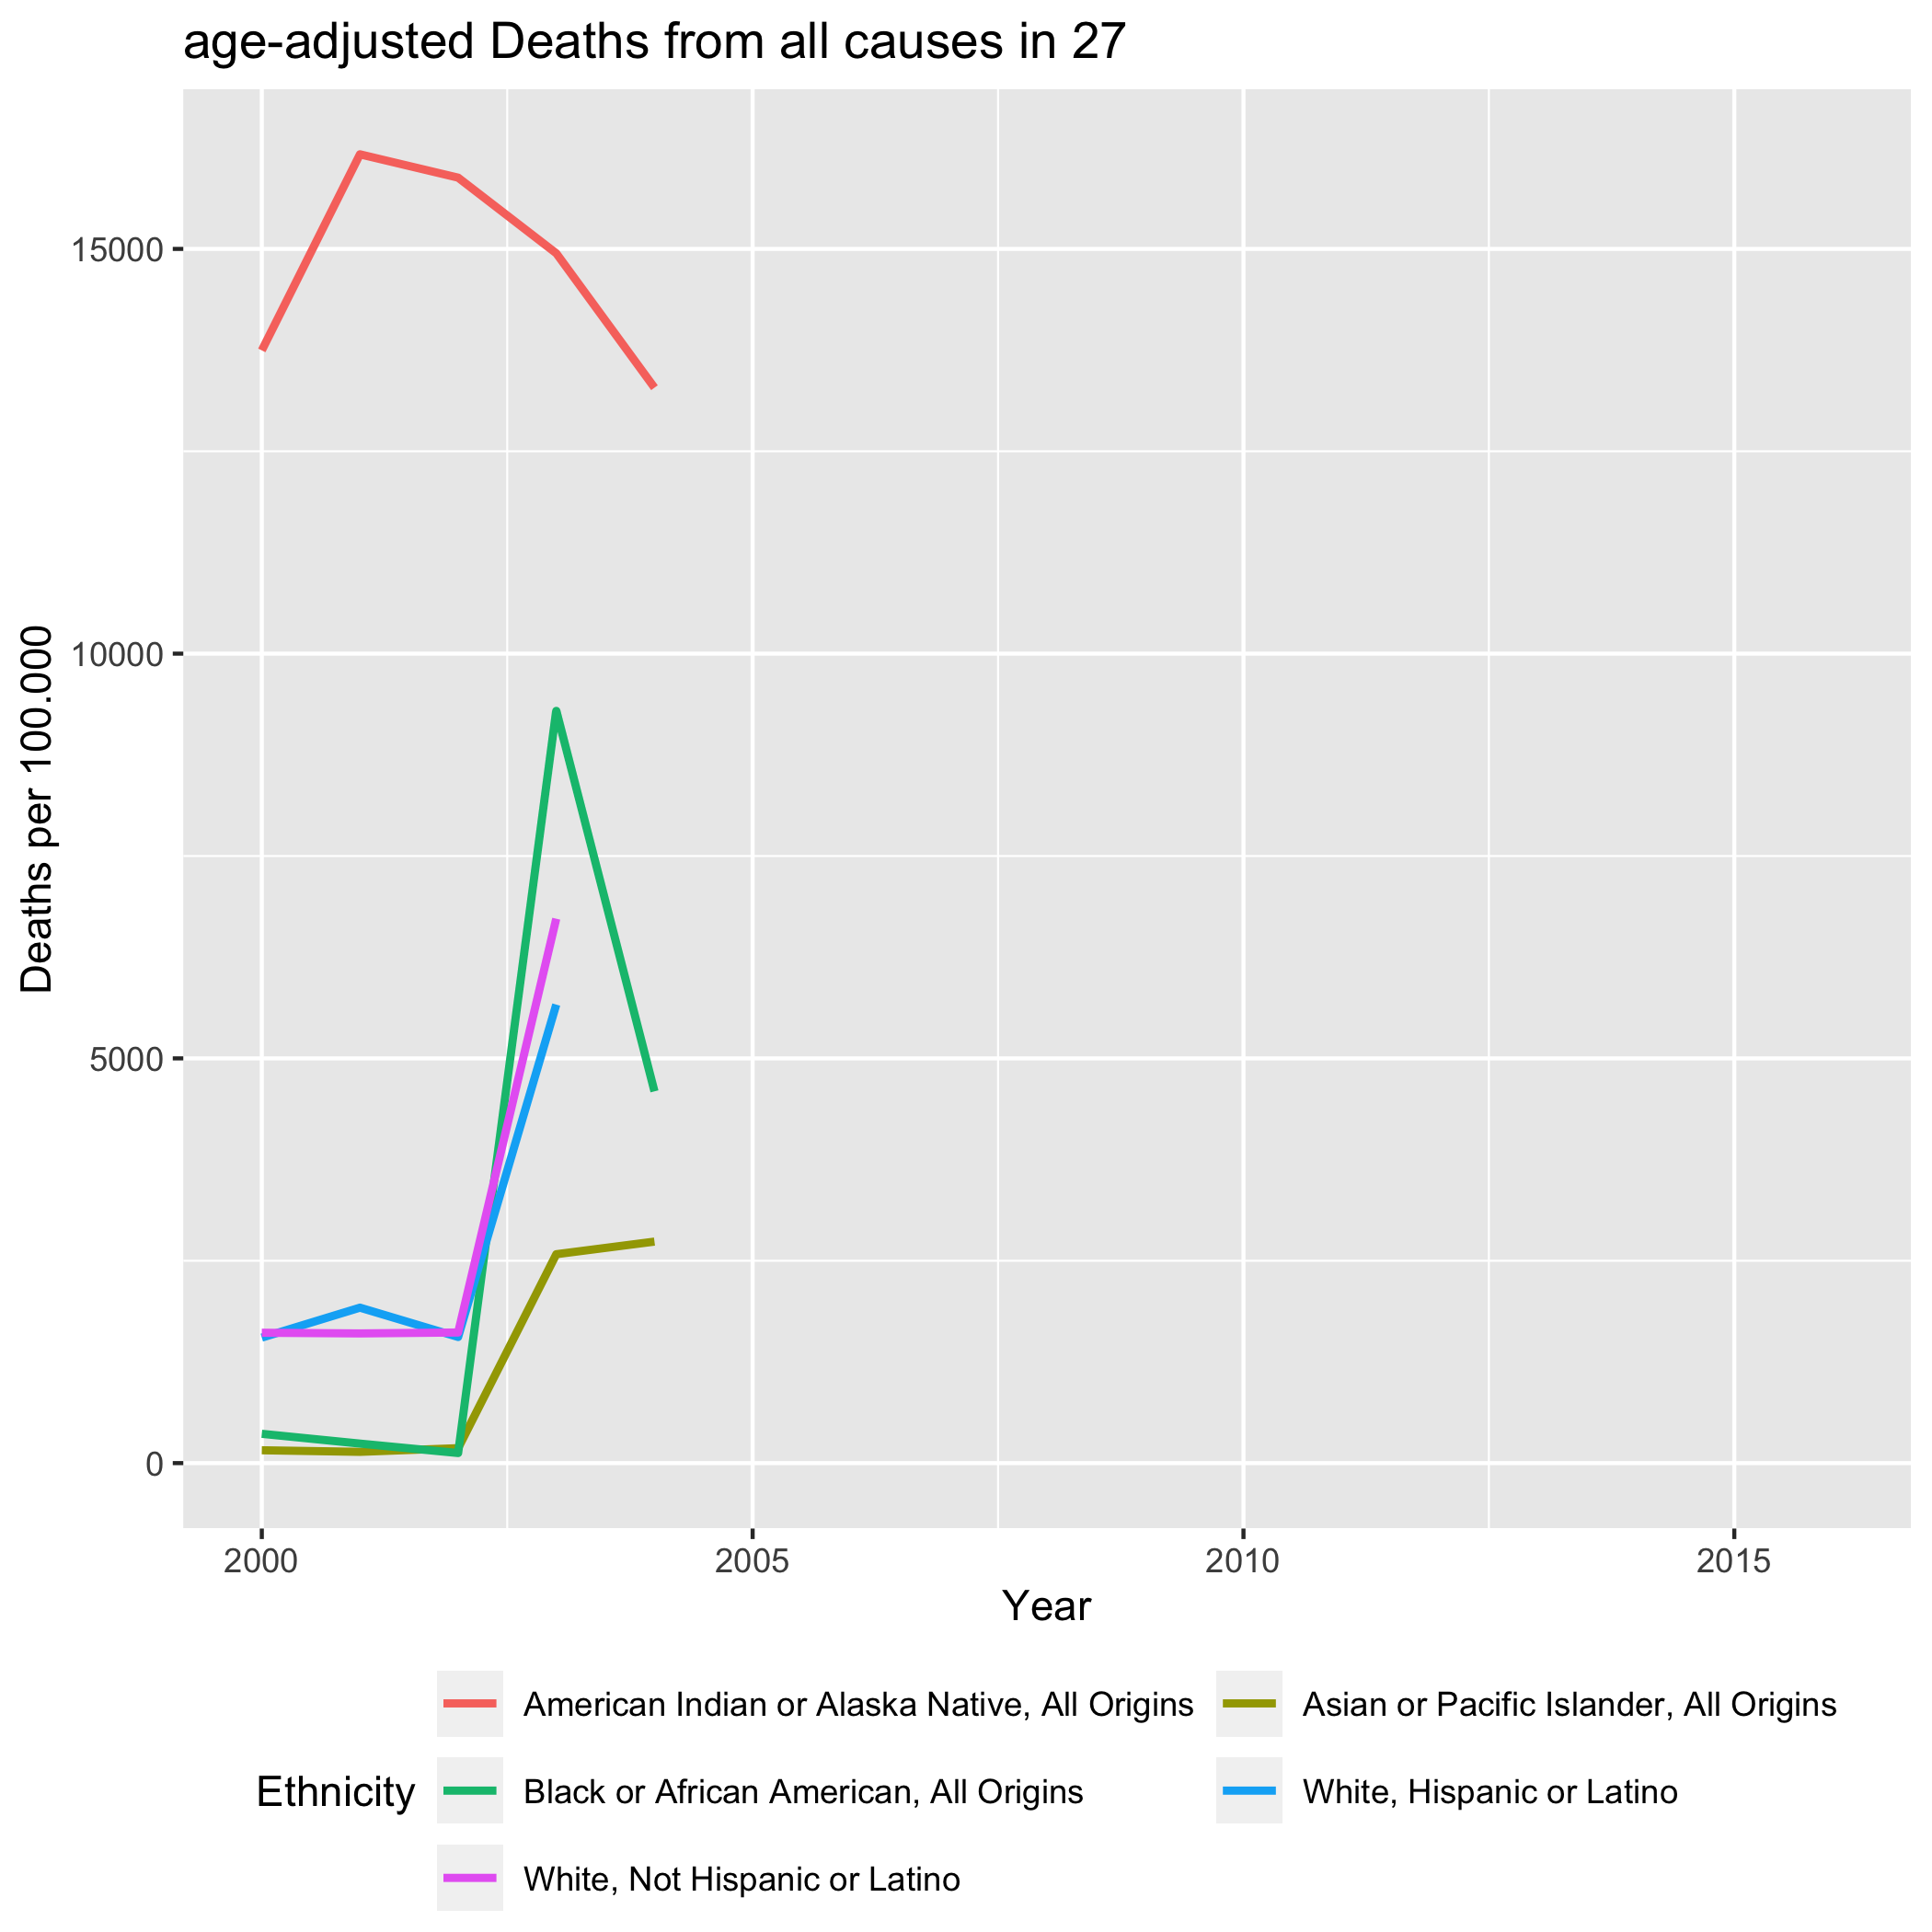 age-adjusted Deaths from all causes in 27
Deaths per 100.000
15000
10000
5000
0
2000 2005 2010 2015
Year
Ethnicity
American Indian or Alaska Native, All Origins
Asian or Pacific Islander, All Origins
Black or African American, All Origins
White, Hispanic or Latino
White, Not Hispanic or Latino